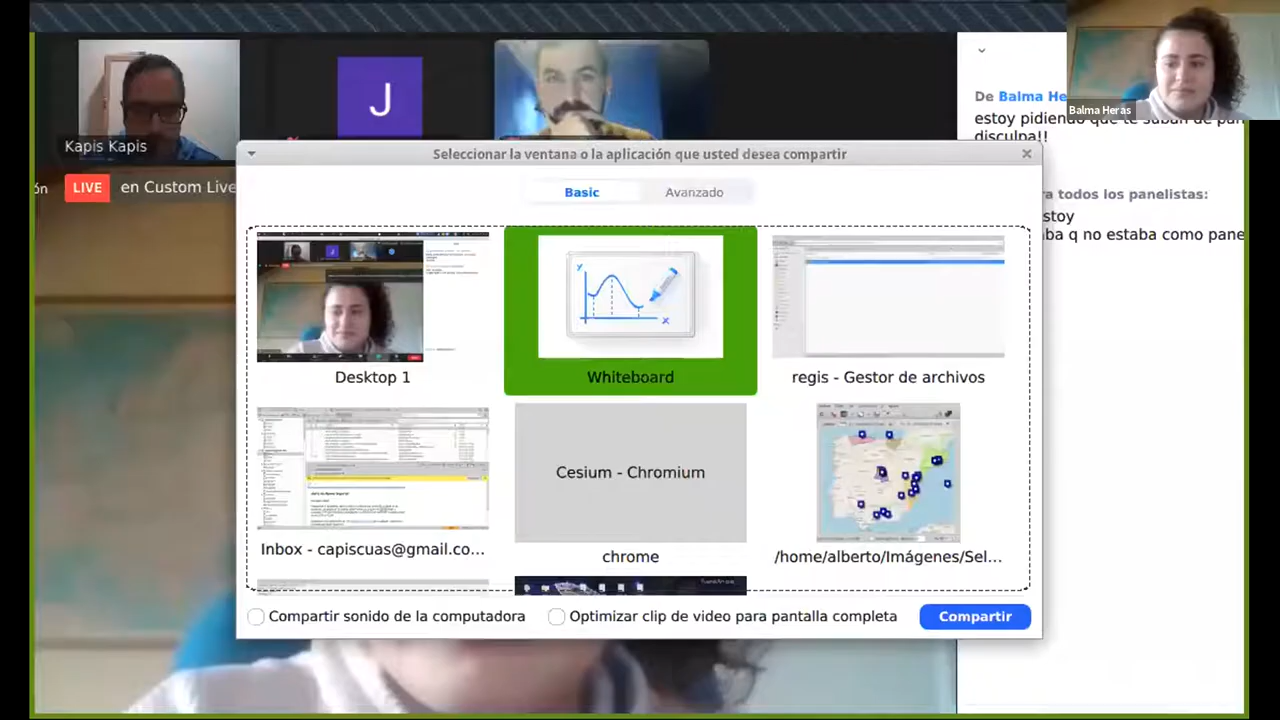 J
Kapis Kapis
ón
LIVE
en Custom Live
De Balma He
estoy pidiendo que te suban de pan
disculpa!!
Balma Heras
ra todos los panelistas:
stoy
aba q no estaba como pane
Seleccionar la ventana o la aplicación que usted desea compartir
Basic
Avanzado
Desktop 1
Whiteboard
regis - Gestor de archivos
Cesium - Chromium
Inbox - capiscuas@gmail.co...
chrome
/home/alberto/Imágenes/Sel...
Compartir sonido de la computadora
Optimizar clip de video para pantalla completa
Compartir